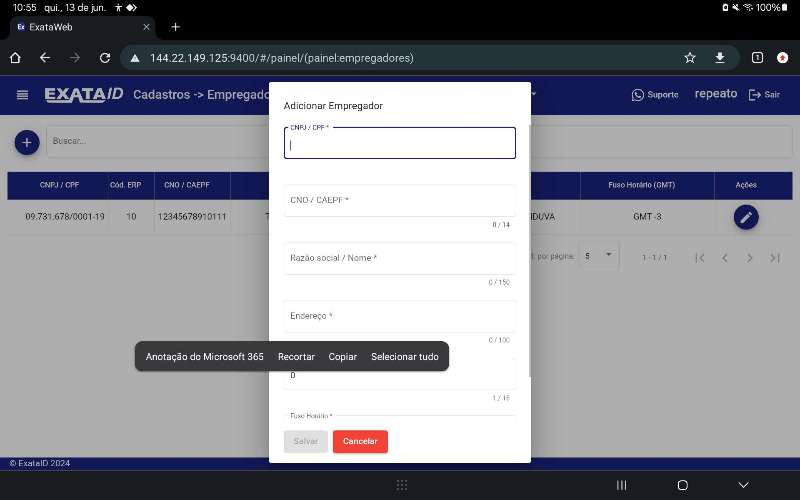 10:55 qui., 13 de jun.
100%
ExataWeb
144.22.149.125:9400/#/painel/(painel:empregadores)
1
EXATAID Cadastros -> Empregado
Suporte repeato Sair
Adicionar Empregador
CNPJ / CPF *
Buscar...
CNPJ / CPF Cód. ERP CNO / CAEPF Fuso Horário (GMT) Ações
09.731.678/0001-19 10 12345678910111 T NDUVA GMT -3
CNO / CAEPF *
0 / 14
Razão social / Nome *
0 / 150
por página: 5 1 - 1 / 1
Endereço *
0 / 100
Anotação do Microsoft 365 Recortar Copiar Selecionar tudo
0
1 / 16
Fuso Horário *
Salvar Cancelar
© ExataID 2024